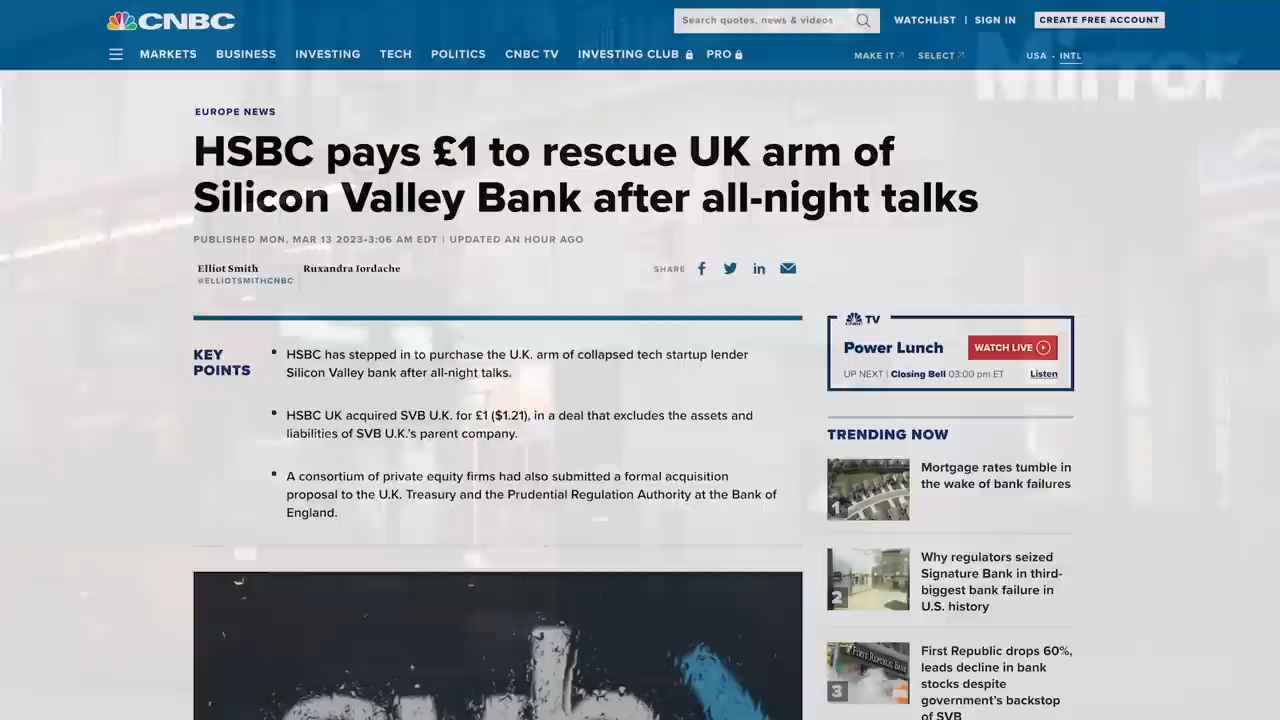 CNBC
Search quotes, news & videos
WATCHLIST | SIGN IN
CREATE FREE ACCOUNT
MARKETS BUSINESS INVESTING TECH POLITICS CNBC TV INVESTING CLUB PRO
MAKE IT SELECT
USA · INTL
Mirror
EUROPE NEWS
HSBC pays £1 to rescue UK arm of
Silicon Valley Bank after all-night talks
PUBLISHED MON, MAR 13 2023•3:06 AM EDT | UPDATED AN HOUR AGO
Elliot Smith
@ELLIOTSMITHCNBC
Ruxandra Iordache
SHARE
KEY
POINTS
• HSBC has stepped in to purchase the U.K. arm of collapsed tech startup lender
Silicon Valley bank after all-night talks.
• HSBC UK acquired SVB U.K. for £1 ($1.21), in a deal that excludes the assets and
liabilities of SVB U.K.'s parent company.
• A consortium of private equity firms had also submitted a formal acquisition
proposal to the U.K. Treasury and the Prudential Regulation Authority at the Bank of
England.
CNBC TV
Power Lunch
WATCH LIVE
UP NEXT | Closing Bell 03:00 pm ET
Listen
TRENDING NOW
1
Mortgage rates tumble in
the wake of bank failures
2
Why regulators seized
Signature Bank in third-
biggest bank failure in
U.S. history
FIRST REPUBLIC BANK
3
First Republic drops 60%,
leads decline in bank
stocks despite
government's backstop
of SVB